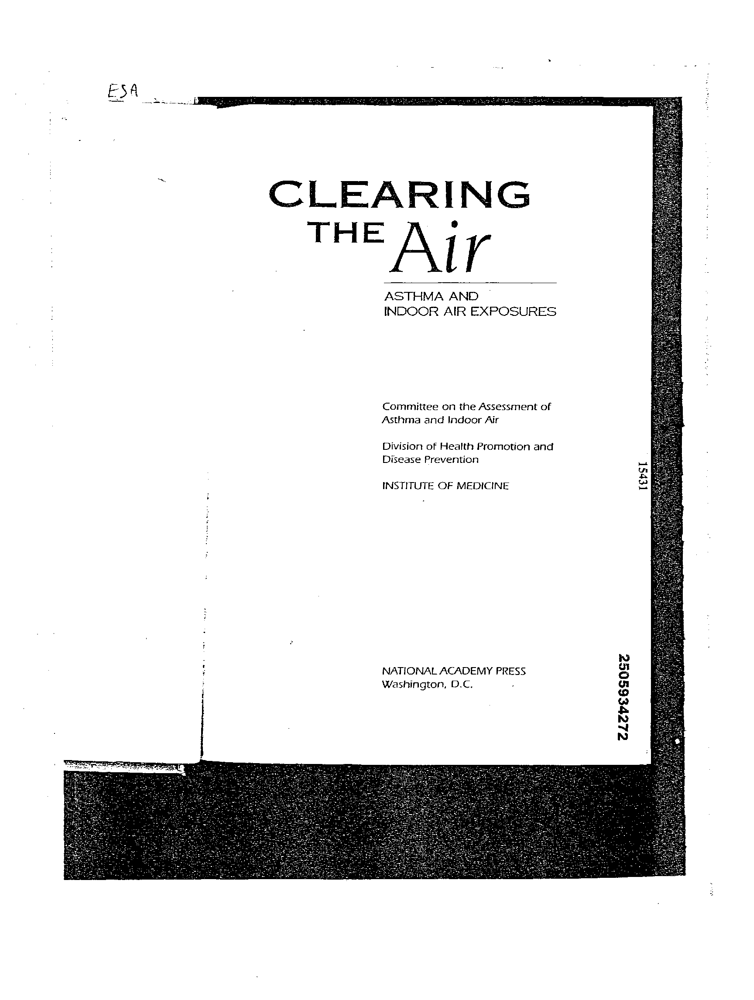 ESA
CLEARING
THE Air
ASTHMA AND
INDOOR AIR EXPOSURES
Committee on the Assessment of
Asthma and Indoor Air
Division of Health Promotion and
Disease Prevention
INSTITUTE OF MEDICINE
15431
NATIONAL ACADEMY PRESS
Washington, D.C.
2505934272